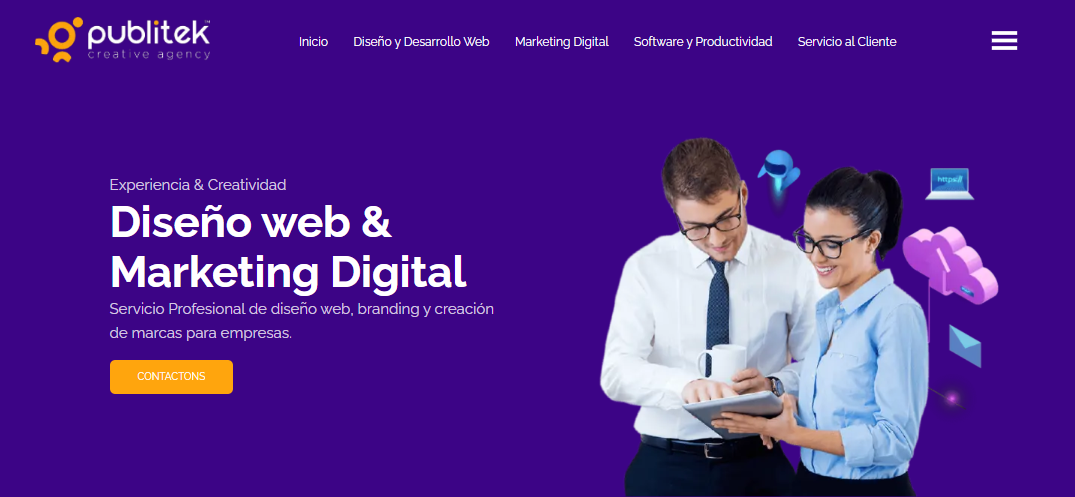 publitek™
creative agency
Inicio
Diseño y Desarrollo Web
Marketing Digital
Software y Productividad
Servicio al Cliente
Experiencia & Creatividad
Diseño web &
Marketing Digital
Servicio Profesional de diseño web, branding y creación
de marcas para empresas.
CONTACTONS